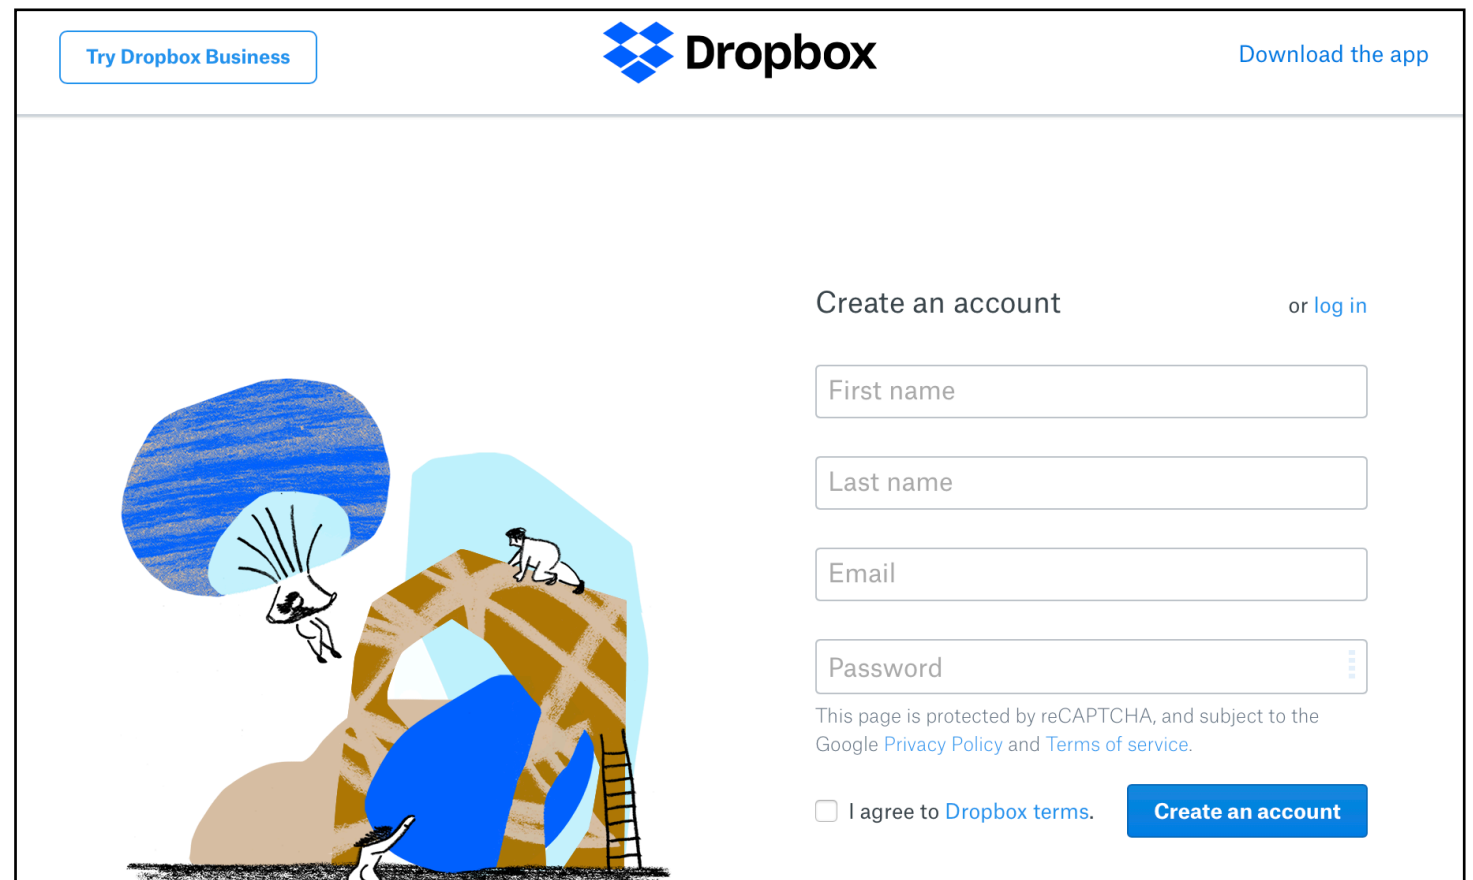 Try Dropbox Business
Dropbox
Download the app
Create an account
or log in
First name
Last name
Email
Password
This page is protected by reCAPTCHA, and subject to the
Google Privacy Policy and Terms of service.
I agree to Dropbox terms.
Create an account